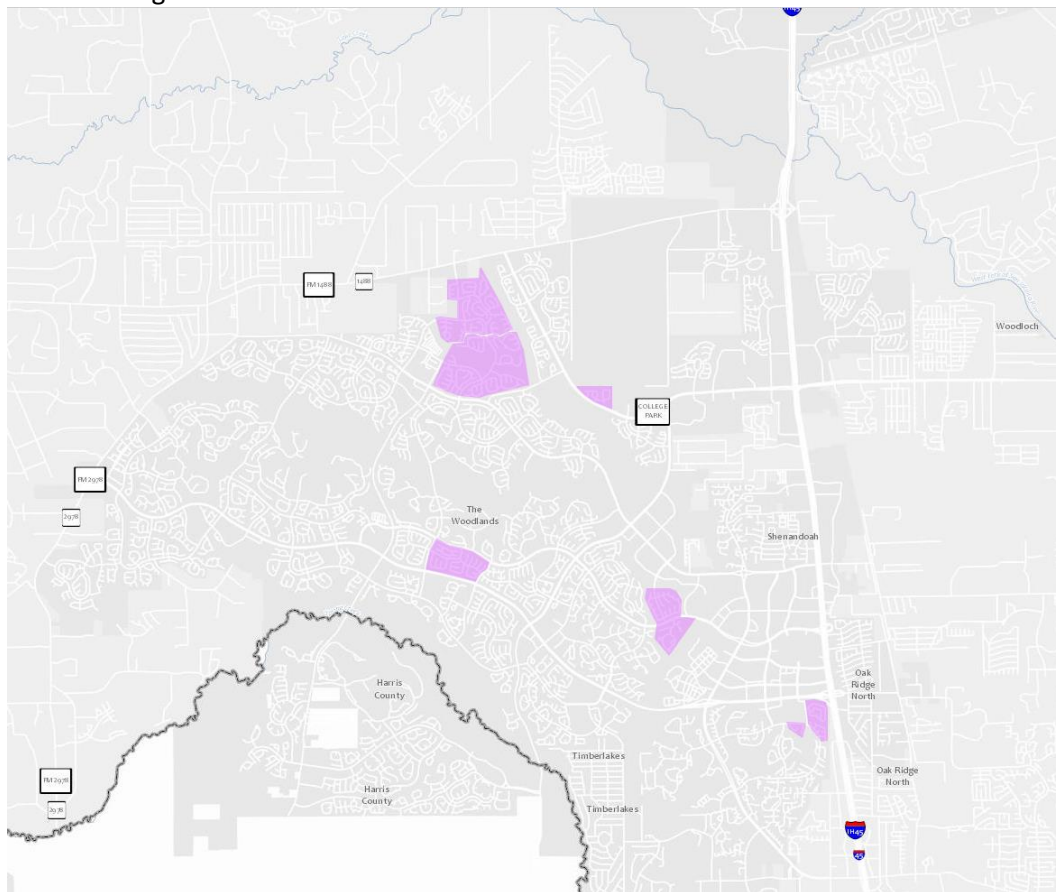 FM 1488
1488
Woodloch
COLLEGE
PARK
FM 2978
2978
The
Woodlands
Shenandoah
Oak
Ridge
North
Harris
County
Timberlakes
Oak Ridge
North
FM 2978
2978
Harris
County
Timberlakes
IH45
45